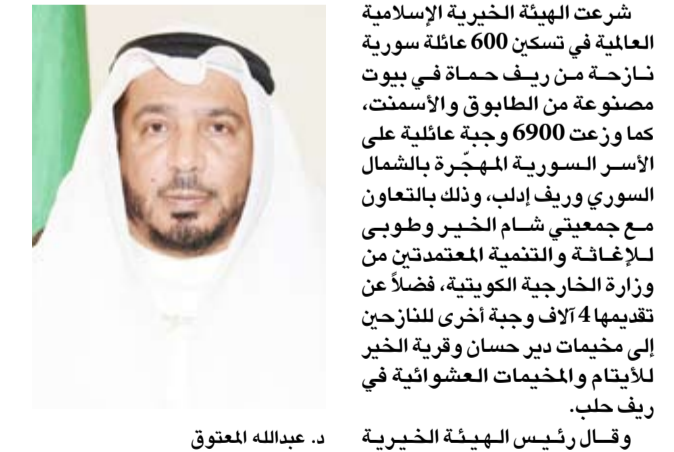 شرعت الهيئة الخيرية الإسلامية
العالمية في تسكين 600 عائلة سورية
نازحة من ريف حماة في بيوت
مصنوعة من الطابوق والأسمنت،
كما وزعت 6900 وجبة عائلية على
الأسر السورية المهجّرة بالشمال
السوري وريف إدلب، وذلك بالتعاون
مع جمعيتي شام الخير وطوبى
للإغاثة والتنمية المعتمدتين من
وزارة الخارجية الكويتية، فضلاً عن
تقديمها 4 آلاف وجبة أخرى للنازحين
إلى مخيمات دير حسان وقرية الخير
للأيتام والمخيمات العشوائية في
ريف حلب.
وقال رئيس الهيئة الخيرية
د. عبدالله المعتوق